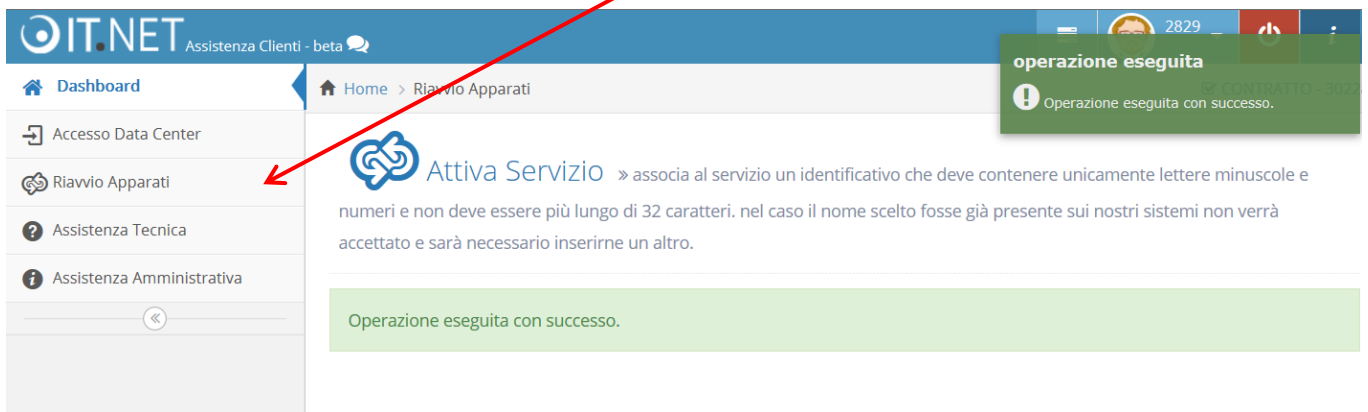 IT.NET Assistenza Clienti - beta
2829
i
operazione eseguita
Operazione eseguita con successo.
CONTRATTO - 3022
Dashboard
Home > Riavvio Apparati
Accesso Data Center
Riavvio Apparati
Assistenza Tecnica
Assistenza Amministrativa
Attiva Servizio » associa al servizio un identificativo che deve contenere unicamente lettere minuscole e
numeri e non deve essere più lungo di 32 caratteri. nel caso il nome scelto fosse già presente sui nostri sistemi non verrà
accettato e sarà necessario inserirne un altro.
Operazione eseguita con successo.